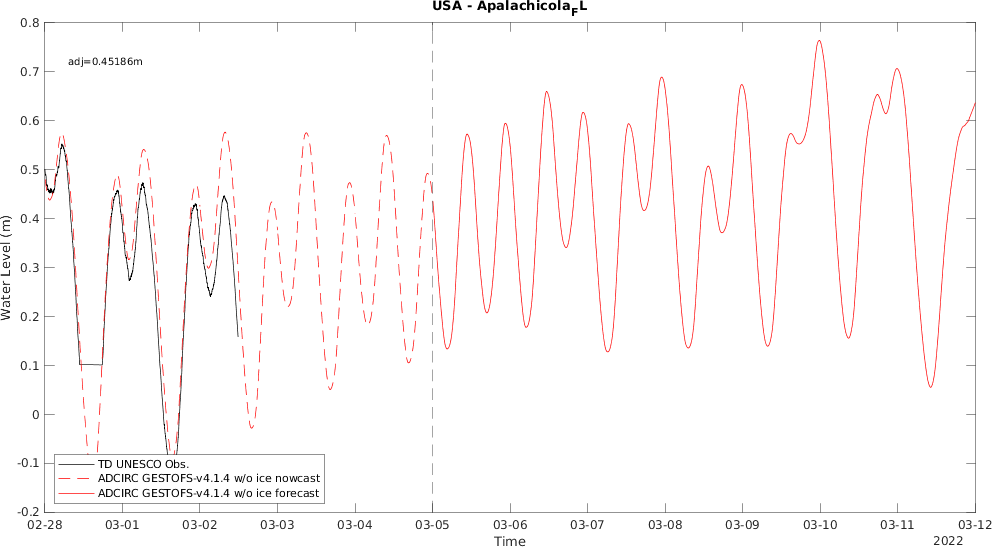 USA - Apalachicola_FL
0.8
0.7
0.6
0.5
0.4
0.3
0.2
0.1
0
-0.1
-0.2
Water Level (m)
adj=0.45186m
TD UNESCO Obs.
ADCIRC GESTOFS-v4.1.4 w/o ice nowcast
ADCIRC GESTOFS-v4.1.4 w/o ice forecast
02-28 03-01 03-02 03-03 03-04 03-05 03-06 03-07 03-08 03-09 03-10 03-11 03-12
Time
2022